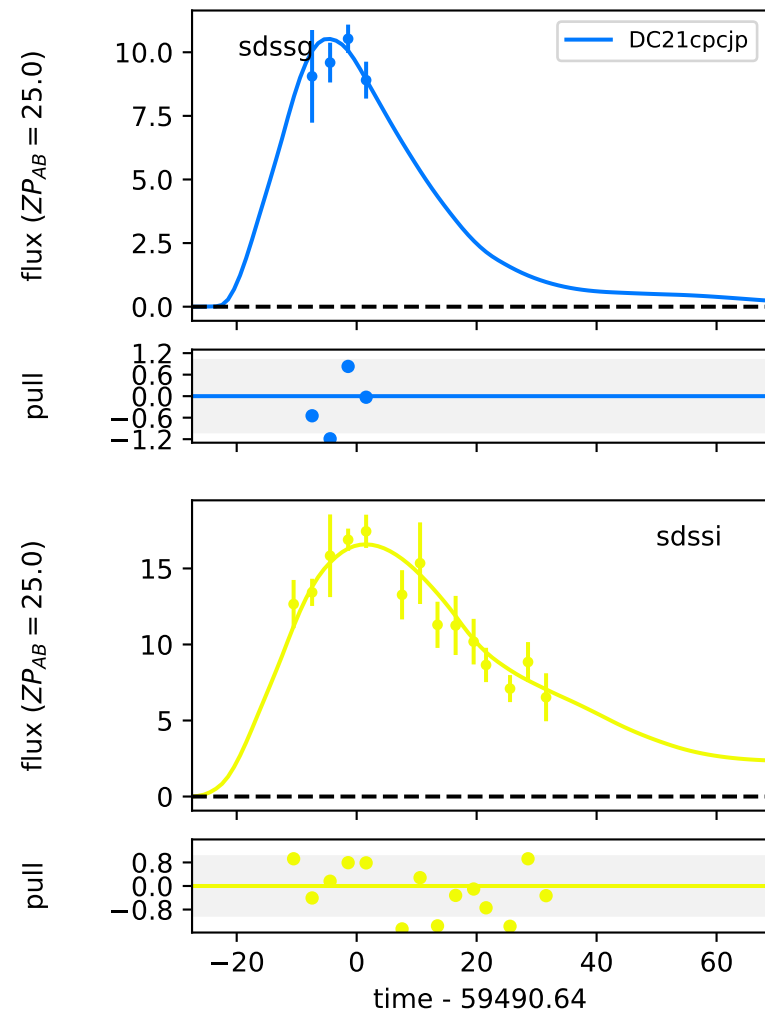 sdssg
DC21cpcjp
flux (ZP_AB = 25.0)
10.0
7.5
5.0
2.5
0.0
pull
1.2
0.6
0.0
−0.6
−1.2
sdssi
flux (ZP_AB = 25.0)
15
10
5
0
pull
0.8
0.0
−0.8
−20 0 20 40 60
time - 59490.64